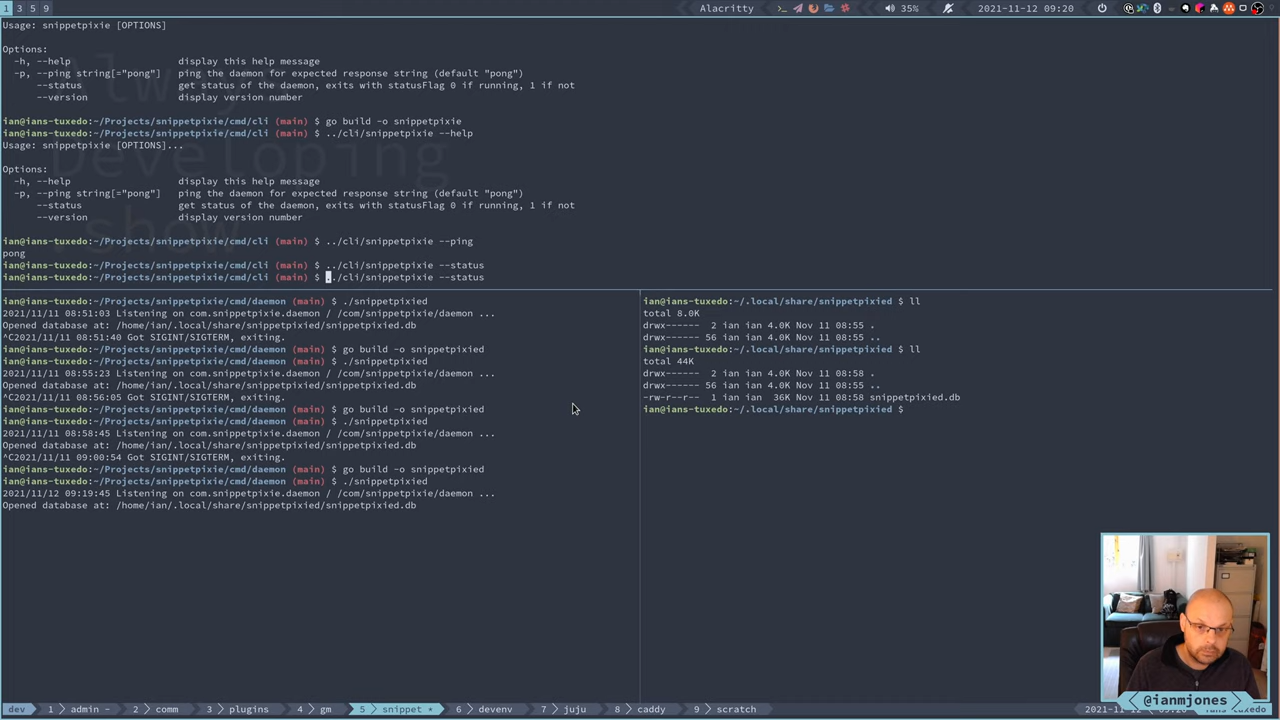 1 3 5 9
Alacritty
35%
2021-11-12 09:20
Usage: snippetpixie [OPTIONS]
Options:
-h, --help display this help message
-p, --ping string[="pong"] ping the daemon for expected response string (default "pong")
--status get status of the daemon, exits with statusFlag 0 if running, 1 if not
--version display version number
ian@ians-tuxedo:~/Projects/snippetpixie/cmd/cli (main) $ go build -o snippetpixie
ian@ians-tuxedo:~/Projects/snippetpixie/cmd/cli (main) $ ../cli/snippetpixie --help
Usage: snippetpixie [OPTIONS]...
Developing
Options:
-h, --help display this help message
-p, --ping string[="pong"] ping the daemon for expected response string (default "pong")
--status get status of the daemon, exits with statusFlag 0 if running, 1 if not
--version display version number
show
ian@ians-tuxedo:~/Projects/snippetpixie/cmd/cli (main) $ ../cli/snippetpixie --ping
pong
ian@ians-tuxedo:~/Projects/snippetpixie/cmd/cli (main) $ ../cli/snippetpixie --status
ian@ians-tuxedo:~/Projects/snippetpixie/cmd/cli (main) $ ../cli/snippetpixie --status
ian@ians-tuxedo:~/Projects/snippetpixie/cmd/daemon (main) $ ./snippetpixied
2021/11/11 08:51:03 Listening on com.snippetpixie.daemon / /com/snippetpixie/daemon ...
Opened database at: /home/ian/.local/share/snippetpixied/snippetpixied.db
^C2021/11/11 08:51:40 Got SIGINT/SIGTERM, exiting.
ian@ians-tuxedo:~/Projects/snippetpixie/cmd/daemon (main) $ go build -o snippetpixied
ian@ians-tuxedo:~/Projects/snippetpixie/cmd/daemon (main) $ ./snippetpixied
2021/11/11 08:55:23 Listening on com.snippetpixie.daemon / /com/snippetpixie/daemon ...
Opened database at: /home/ian/.local/share/snippetpixied/snippetpixied.db
^C2021/11/11 08:56:05 Got SIGINT/SIGTERM, exiting.
ian@ians-tuxedo:~/Projects/snippetpixie/cmd/daemon (main) $ go build -o snippetpixied
ian@ians-tuxedo:~/Projects/snippetpixie/cmd/daemon (main) $ ./snippetpixied
2021/11/11 08:58:45 Listening on com.snippetpixie.daemon / /com/snippetpixie/daemon ...
Opened database at: /home/ian/.local/share/snippetpixied/snippetpixied.db
^C2021/11/11 09:00:54 Got SIGINT/SIGTERM, exiting.
ian@ians-tuxedo:~/Projects/snippetpixie/cmd/daemon (main) $ go build -o snippetpixied
ian@ians-tuxedo:~/Projects/snippetpixie/cmd/daemon (main) $ ./snippetpixied
2021/11/12 09:19:45 Listening on com.snippetpixie.daemon / /com/snippetpixie/daemon ...
Opened database at: /home/ian/.local/share/snippetpixied/snippetpixied.db
ian@ians-tuxedo:~/.local/share/snippetpixied $ ll
total 8.0K
drwx------ 2 ian ian 4.0K Nov 11 08:55 .
drwx------ 56 ian ian 4.0K Nov 11 08:55 ..
ian@ians-tuxedo:~/.local/share/snippetpixied $ ll
total 44K
drwx------ 2 ian ian 4.0K Nov 11 08:58 .
drwx------ 56 ian ian 4.0K Nov 11 08:55 ..
-rw-r--r-- 1 ian ian 36K Nov 11 08:58 snippetpixied.db
ian@ians-tuxedo:~/.local/share/snippetpixied $
@ianmjones
dev 1 admin - 2 comm 3 plugins 4 gm 5 snippet * 6 devenv 7 juju 8 caddy 9 scratch